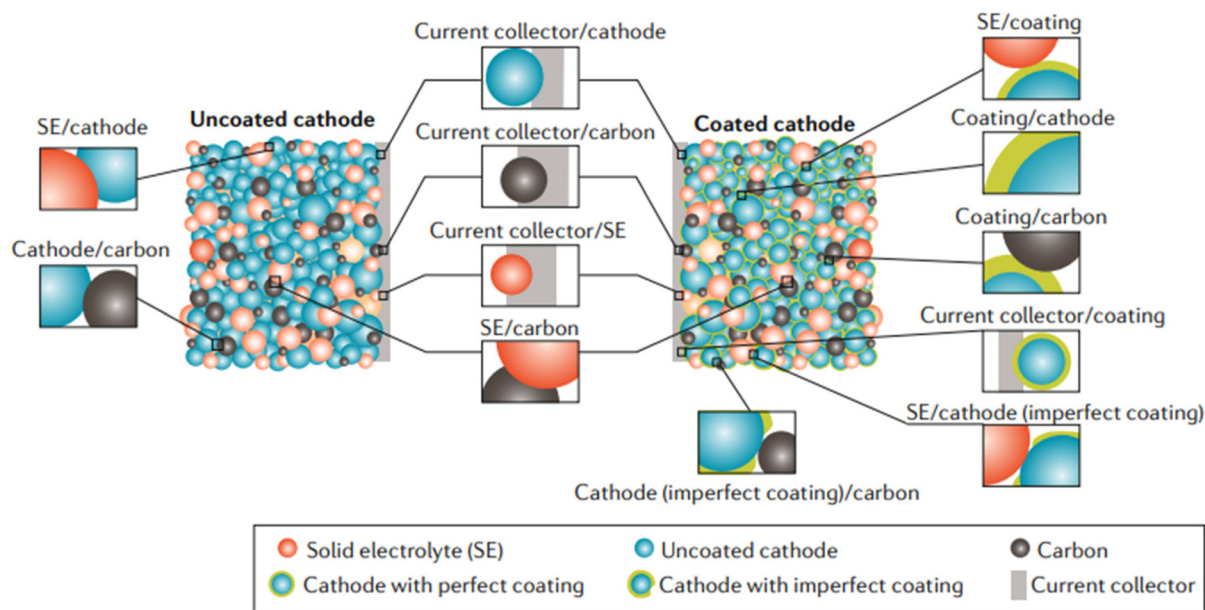 Current collector/cathode
SE/coating
SE/cathode
Uncoated cathode
Current collector/carbon
Coated cathode
Coating/cathode
Cathode/carbon
Current collector/SE
Coating/carbon
SE/carbon
Current collector/coating
SE/cathode (imperfect coating)
Cathode (imperfect coating)/carbon
Solid electrolyte (SE)
Uncoated cathode
Carbon
Cathode with perfect coating
Cathode with imperfect coating
Current collector